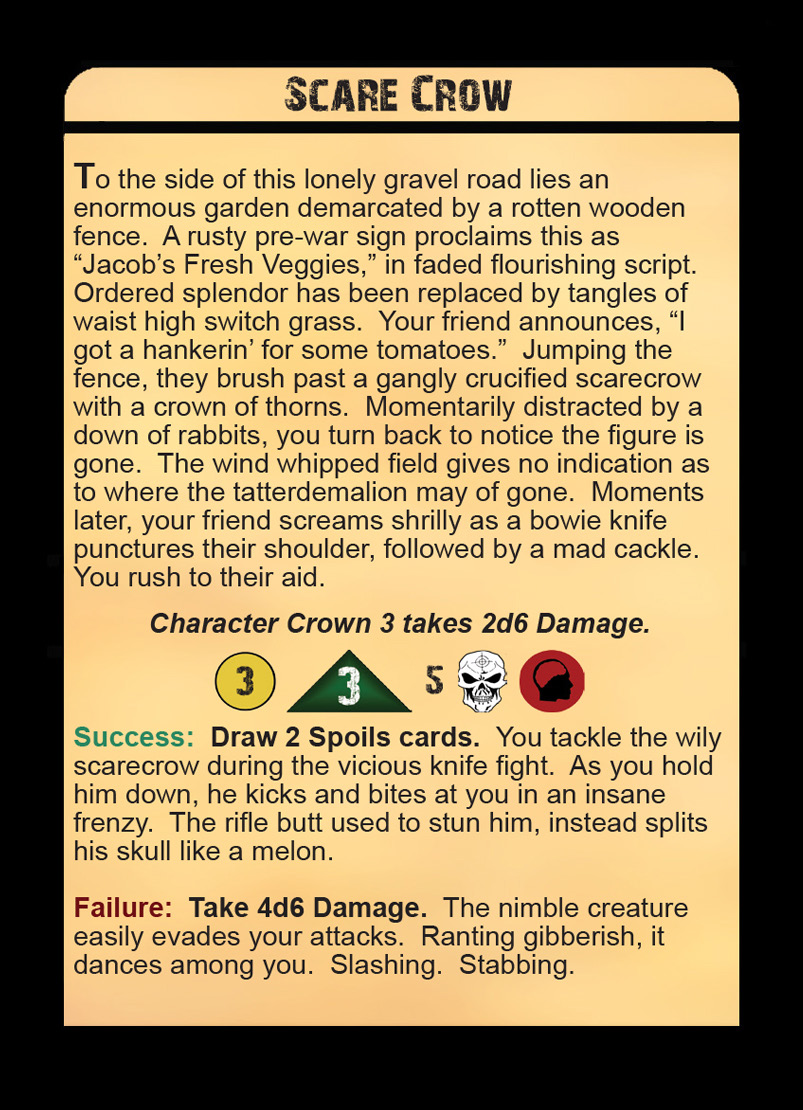 Scare Crow
To the side of this lonely gravel road lies an
enormous garden demarcated by a rotten wooden
fence.  A rusty pre-war sign proclaims this as
“Jacob’s Fresh Veggies,” in faded flourishing script.
Ordered splendor has been replaced by tangles of
waist high switch grass.  Your friend announces, “I
got a hankerin’ for some tomatoes.”  Jumping the
fence, they brush past a gangly crucified scarecrow
with a crown of thorns.  Momentarily distracted by a
down of rabbits, you turn back to notice the figure is
gone.  The wind whipped field gives no indication as
to where the tatterdemalion may of gone.  Moments
later, your friend screams shrilly as a bowie knife
punctures their shoulder, followed by a mad cackle.
You rush to their aid.
Character Crown 3 takes 2d6 Damage.
3 3 5
Success:  Draw 2 Spoils cards.  You tackle the wily
scarecrow during the vicious knife fight.  As you hold
him down, he kicks and bites at you in an insane
frenzy.  The rifle butt used to stun him, instead splits
his skull like a melon.
Failure:  Take 4d6 Damage.  The nimble creature
easily evades your attacks.  Ranting gibberish, it
dances among you.  Slashing.  Stabbing.